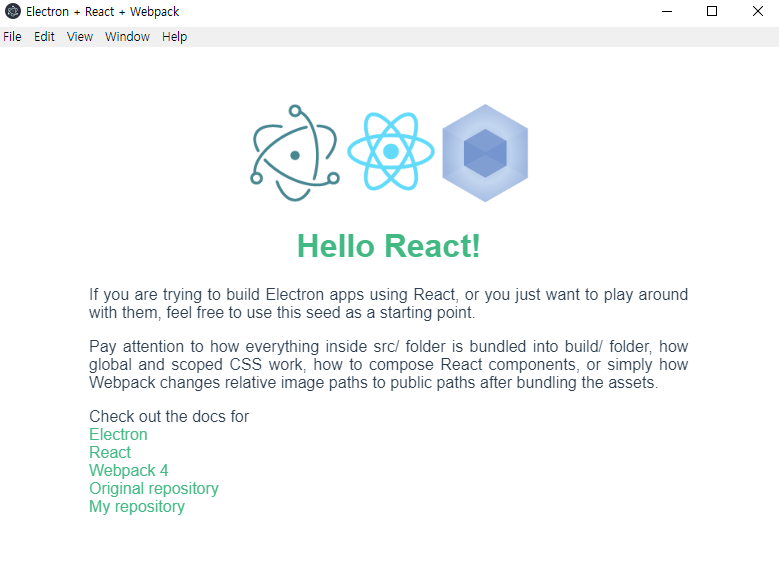 Electron + React + Webpack
File Edit View Window Help
Hello React!
If you are trying to build Electron apps using React, or you just want to play around
with them, feel free to use this seed as a starting point.
Pay attention to how everything inside src/ folder is bundled into build/ folder, how
global and scoped CSS work, how to compose React components, or simply how
Webpack changes relative image paths to public paths after bundling the assets.
Check out the docs for
Electron
React
Webpack 4
Original repository
My repository